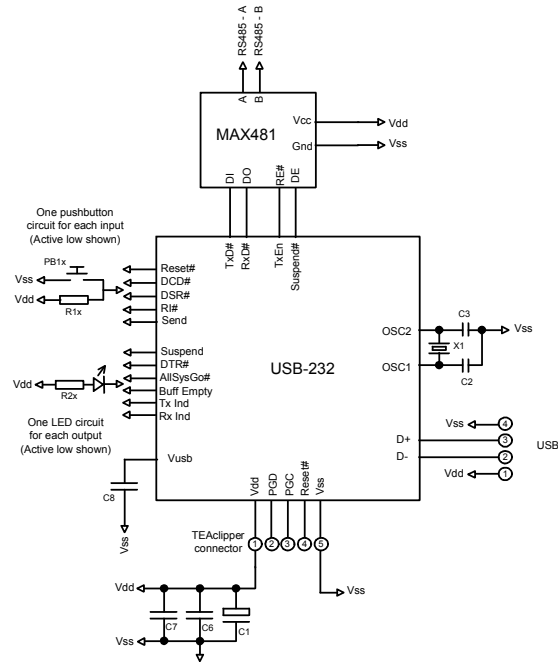 RS485 - A
RS485 - B
A
B
MAX481
Vcc
Gnd
Vdd
Vss
DI
DO
RE#
DE
TxD#
RxD#
TxEn
Suspend#
One pushbutton
circuit for each input
(Active low shown)
PB1x
Vss
Vdd
R1x
Reset#
DCD#
DSR#
RI#
Send
Suspend
DTR#
AllSysGo#
Buff Empty
Tx Ind
Rx Ind
Vdd
R2x
One LED circuit
for each output
(Active low shown)
USB-232
OSC2
OSC1
C3
X1
C2
Vss
Vss
4
D+
3
D-
2
Vdd
1
USB
Vusb
C8
Vss
Vdd
PGD
PGC
Reset#
Vss
TEAclipper
connector
1
2
3
4
5
Vss
Vdd
C7
C6
C1
Vss